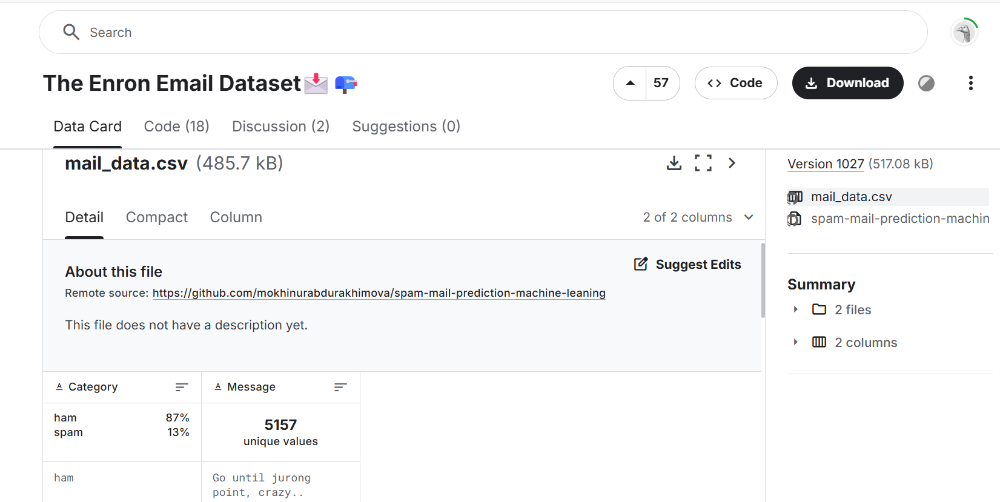 Search
The Enron Email Dataset
57
Code
Download
Data Card
Code (18)
Discussion (2)
Suggestions (0)
mail_data.csv (485.7 kB)
Detail
Compact
Column
2 of 2 columns
About this file
Suggest Edits
Remote source: https://github.com/mokhinurabdurakhimova/spam-mail-prediction-machine-leaning
This file does not have a description yet.
A Category
A Message
ham 87%
spam 13%
5157
unique values
ham
Go until jurong
point, crazy..
Version 1027 (517.08 kB)
mail_data.csv
spam-mail-prediction-machin
Summary
2 files
2 columns